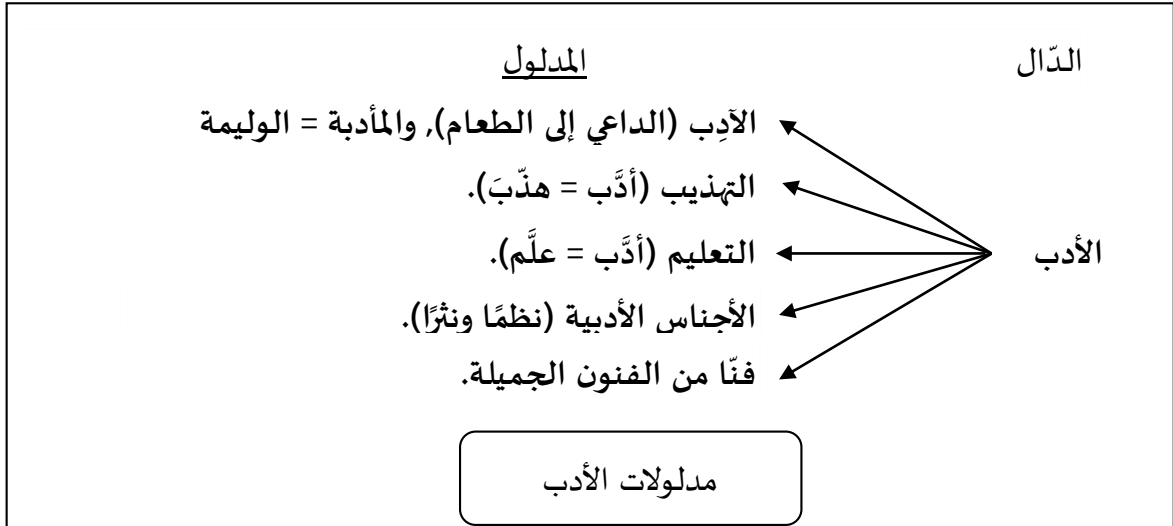 الدّال المدلول
الآدِب (الداعي إلى الطعام), والمأدبة = الوليمة
التهذيب (أدَّب = هذّبَ).
الأدب التعليم (أدَّب = علَّم).
الأجناس الأدبية (نظمًا ونثرًا).
فنّا من الفنون الجميلة.
مدلولات الأدب